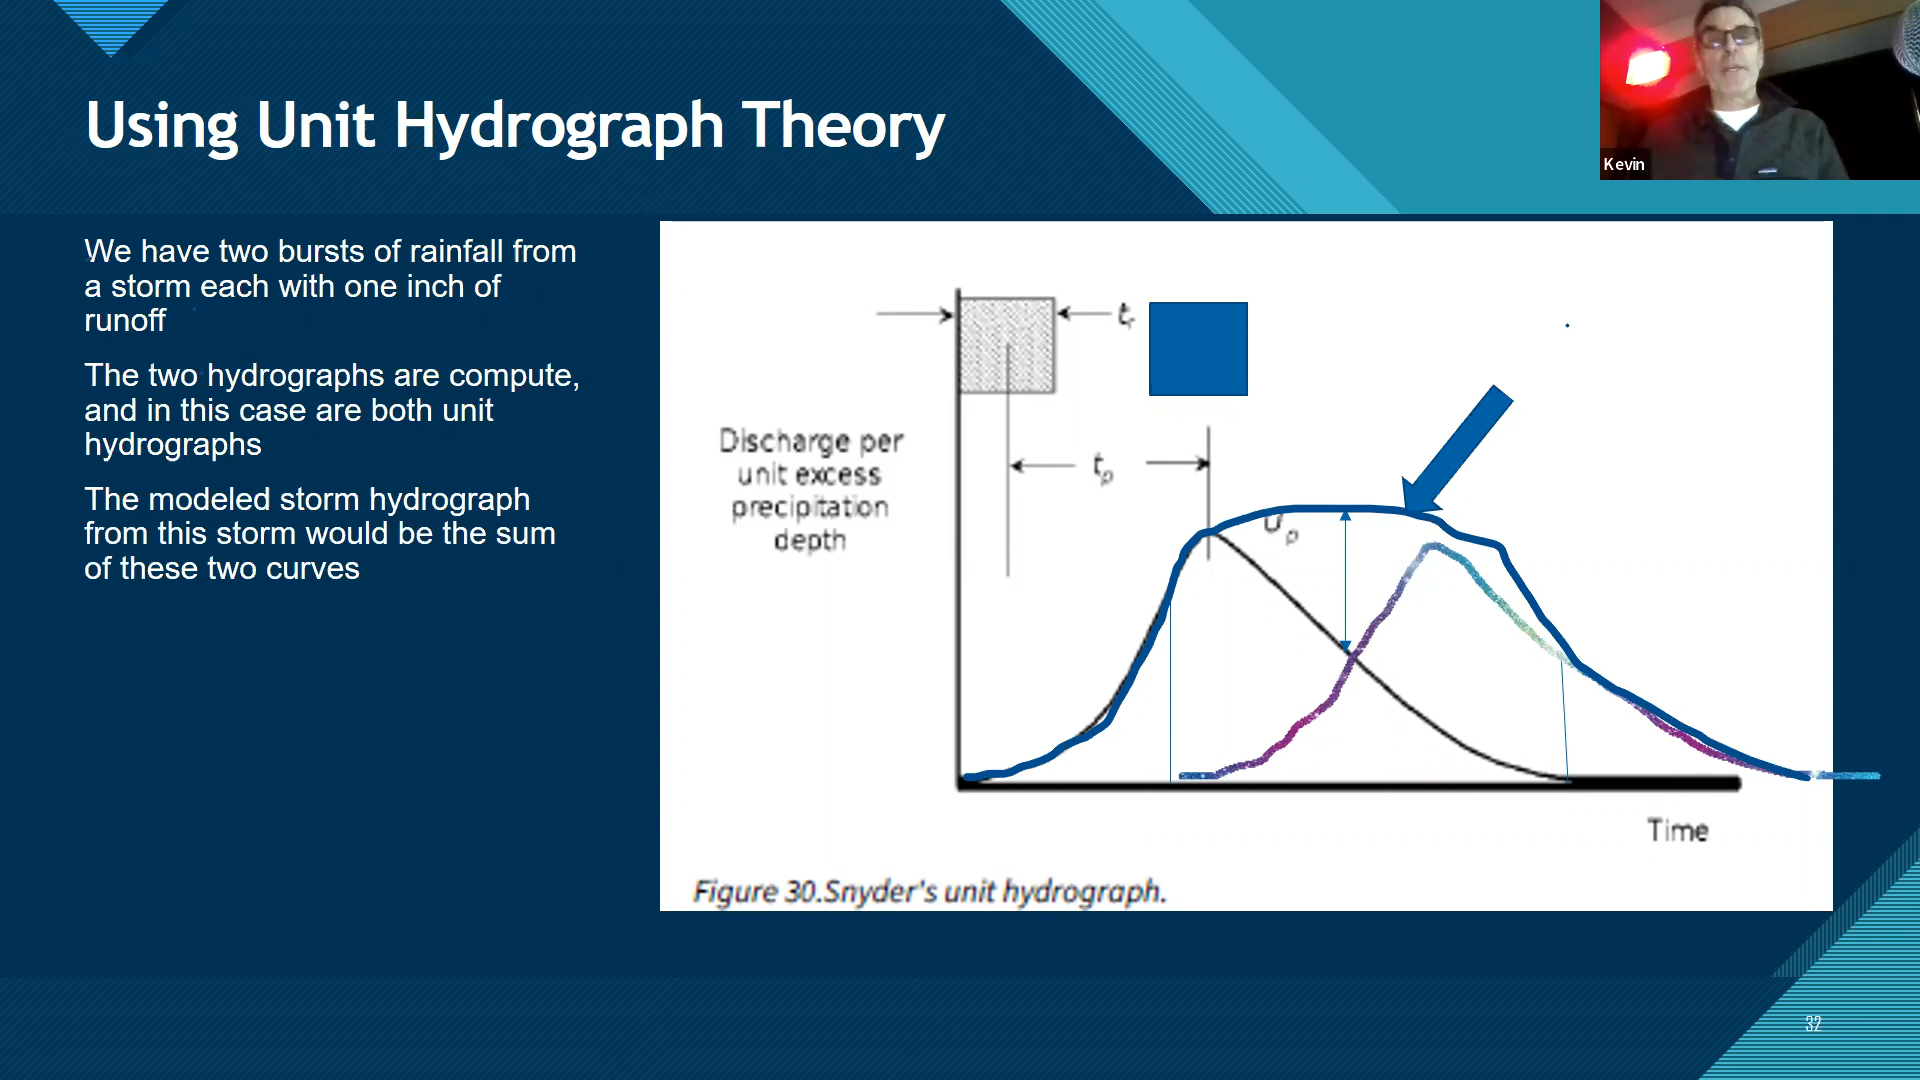 Using Unit Hydrograph Theory
Kevin
We have two bursts of rainfall from
a storm each with one inch of
runoff
The two hydrographs are compute,
and in this case are both unit
hydrographs
The modeled storm hydrograph
from this storm would be the sum
of these two curves
tr
Discharge per
unit excess
precipitation
depth
tp
Up
Time
Figure 30.Snyder's unit hydrograph.
32